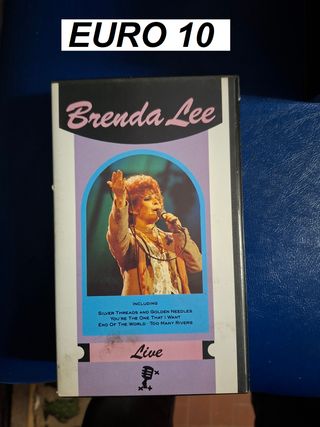 EURO 10
Brenda Lee
INCLUDING
SILVER THREADS AND GOLDEN NEEDLES
YOU'RE THE ONE THAT I WANT
END OF THE WORLD · TOO MANY RIVERS
Live